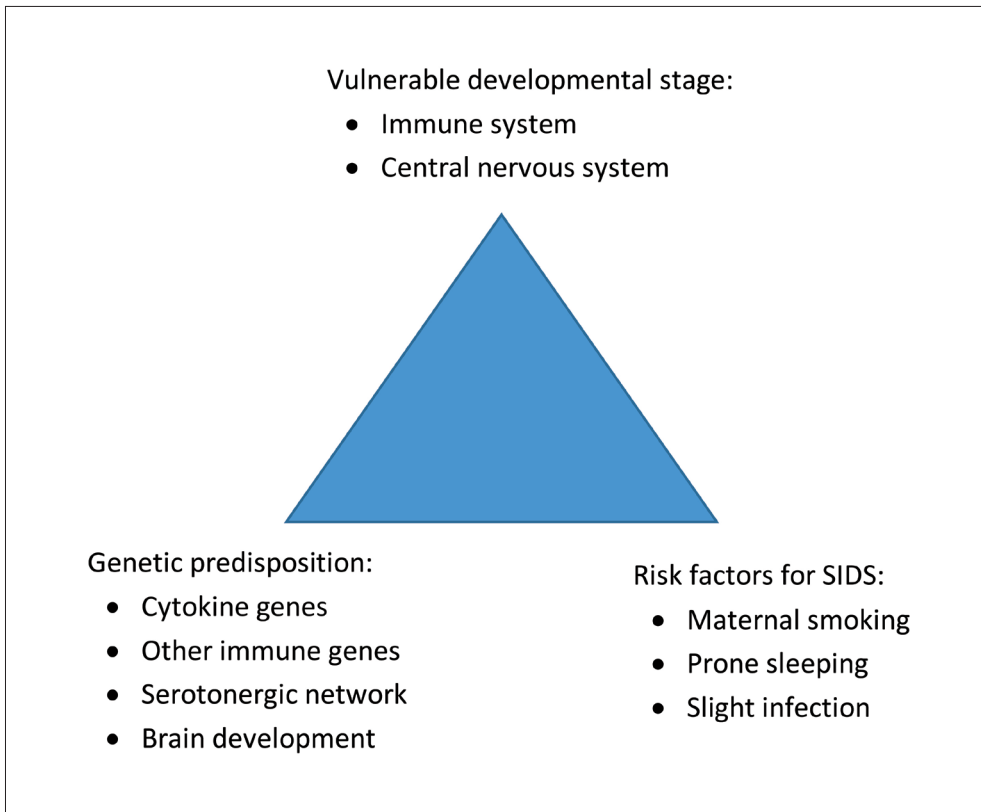 Vulnerable developmental stage:
• Immune system
• Central nervous system
Genetic predisposition:
• Cytokine genes
• Other immune genes
• Serotonergic network
• Brain development
Risk factors for SIDS:
• Maternal smoking
• Prone sleeping
• Slight infection